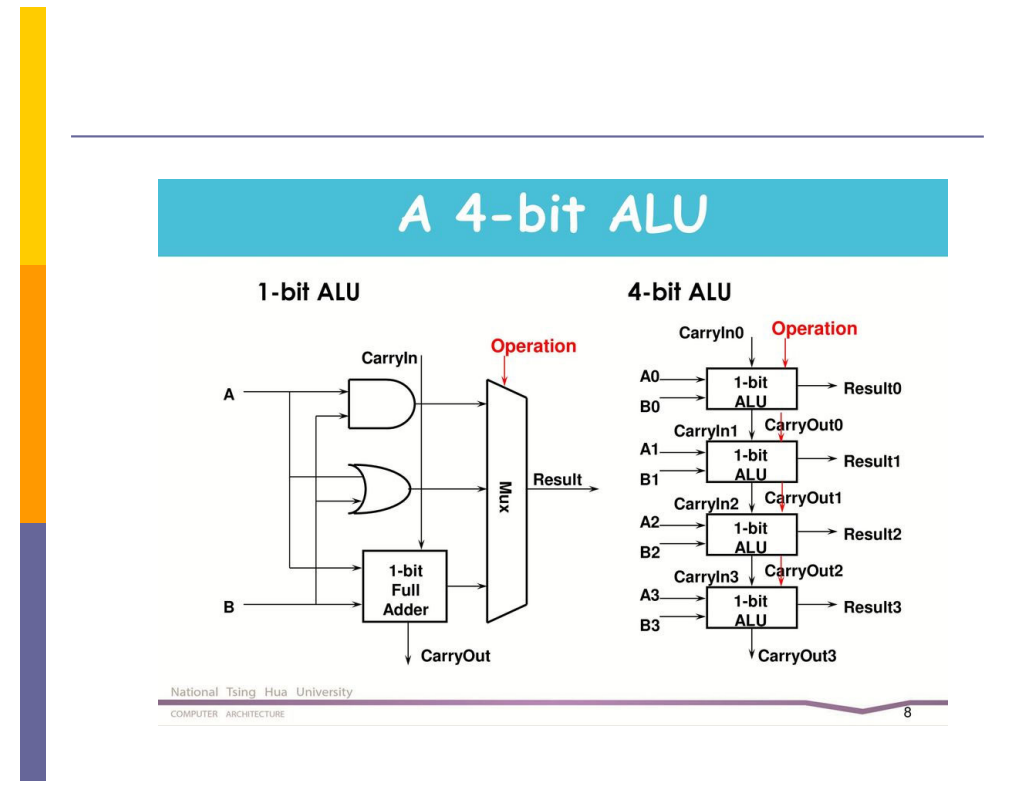 A 4-bit ALU
1-bit ALU
CarryIn
Operation
A
Mux
Result
1-bit
Full
Adder
B
CarryOut
4-bit ALU
CarryIn0
Operation
A0
B0
1-bit
ALU
Result0
CarryIn1
CarryOut0
A1
B1
1-bit
ALU
Result1
CarryIn2
CarryOut1
A2
B2
1-bit
ALU
Result2
CarryIn3
CarryOut2
A3
B3
1-bit
ALU
Result3
CarryOut3
National Tsing Hua University
COMPUTER ARCHITECTURE
8